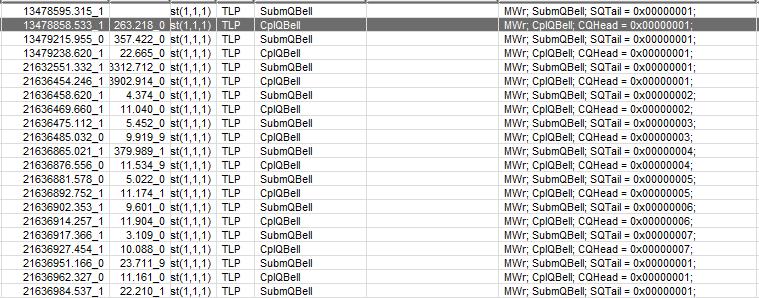 13478595.315_1 st(1,1,1) TLP SubmQBell MWr; SubmQBell; SQTail = 0x00000001;
13478858.533_1 263.218_0 st(1,1,1) TLP CplQBell MWr; CplQBell; CQHead = 0x00000001;
13479215.955_0 357.422_0 st(1,1,1) TLP SubmQBell MWr; SubmQBell; SQTail = 0x00000001;
13479238.620_1 22.665_0 st(1,1,1) TLP CplQBell MWr; CplQBell; CQHead = 0x00000001;
21632551.332_1 3312.712_0 st(1,1,1) TLP SubmQBell MWr; SubmQBell; SQTail = 0x00000001;
21636454.246_1 3902.914_0 st(1,1,1) TLP CplQBell MWr; CplQBell; CQHead = 0x00000001;
21636458.620_1 4.374_0 st(1,1,1) TLP SubmQBell MWr; SubmQBell; SQTail = 0x00000002;
21636469.660_1 11.040_0 st(1,1,1) TLP CplQBell MWr; CplQBell; CQHead = 0x00000002;
21636475.112_1 5.452_0 st(1,1,1) TLP SubmQBell MWr; SubmQBell; SQTail = 0x00000003;
21636485.032_0 9.919_9 st(1,1,1) TLP CplQBell MWr; CplQBell; CQHead = 0x00000003;
21636865.021_1 379.989_1 st(1,1,1) TLP SubmQBell MWr; SubmQBell; SQTail = 0x00000004;
21636876.556_0 11.534_9 st(1,1,1) TLP CplQBell MWr; CplQBell; CQHead = 0x00000004;
21636881.578_0 5.022_0 st(1,1,1) TLP SubmQBell MWr; SubmQBell; SQTail = 0x00000005;
21636892.752_1 11.174_1 st(1,1,1) TLP CplQBell MWr; CplQBell; CQHead = 0x00000005;
21636902.353_1 9.601_0 st(1,1,1) TLP SubmQBell MWr; SubmQBell; SQTail = 0x00000006;
21636914.257_1 11.904_0 st(1,1,1) TLP CplQBell MWr; CplQBell; CQHead = 0x00000006;
21636917.366_1 3.109_0 st(1,1,1) TLP SubmQBell MWr; SubmQBell; SQTail = 0x00000007;
21636927.454_1 10.088_0 st(1,1,1) TLP CplQBell MWr; CplQBell; CQHead = 0x00000007;
21636951.166_0 23.711_9 st(1,1,1) TLP SubmQBell MWr; SubmQBell; SQTail = 0x00000001;
21636962.327_0 11.161_0 st(1,1,1) TLP CplQBell MWr; CplQBell; CQHead = 0x00000001;
21636984.537_1 22.210_1 st(1,1,1) TLP SubmQBell MWr; SubmQBell; SQTail = 0x00000001;